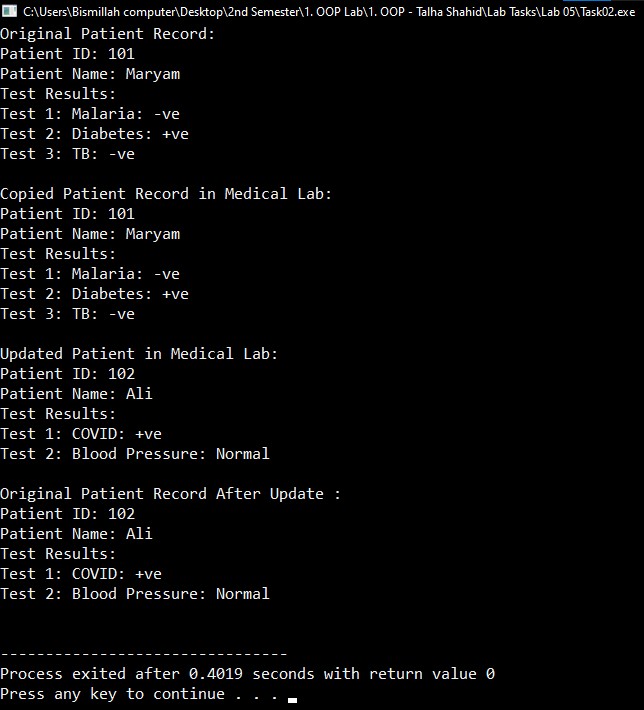 C:\Users\Bismillah computer\Desktop\2nd Semester\1. OOP Lab\1. OOP - Talha Shahid\Lab Tasks\Lab 05\Task02.exe
Original Patient Record:
Patient ID: 101
Patient Name: Maryam
Test Results:
Test 1: Malaria: -ve
Test 2: Diabetes: +ve
Test 3: TB: -ve
Copied Patient Record in Medical Lab:
Patient ID: 101
Patient Name: Maryam
Test Results:
Test 1: Malaria: -ve
Test 2: Diabetes: +ve
Test 3: TB: -ve
Updated Patient in Medical Lab:
Patient ID: 102
Patient Name: Ali
Test Results:
Test 1: COVID: +ve
Test 2: Blood Pressure: Normal
Original Patient Record After Update :
Patient ID: 102
Patient Name: Ali
Test Results:
Test 1: COVID: +ve
Test 2: Blood Pressure: Normal
--------------------------------
Process exited after 0.4019 seconds with return value 0
Press any key to continue . . .